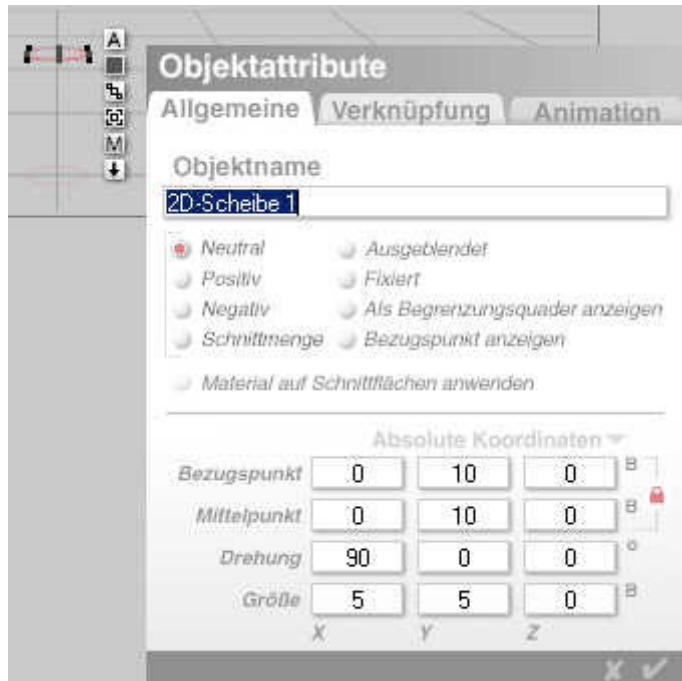 A
M
Objektattribute
Allgemeine Verknüpfung Animation
Objektname
2D-Scheibe 1
Neutral Ausgeblendet
Positiv Fixiert
Negativ Als Begrenzungsquader anzeigen
Schnittmenge Bezugspunkt anzeigen
Material auf Schnittflächen anwenden
Absolute Koordinaten
Bezugspunkt 0 10 0 B
Mittelpunkt 0 10 0 B
Drehung 90 0 0 °
Größe 5 5 0 B
X Y Z